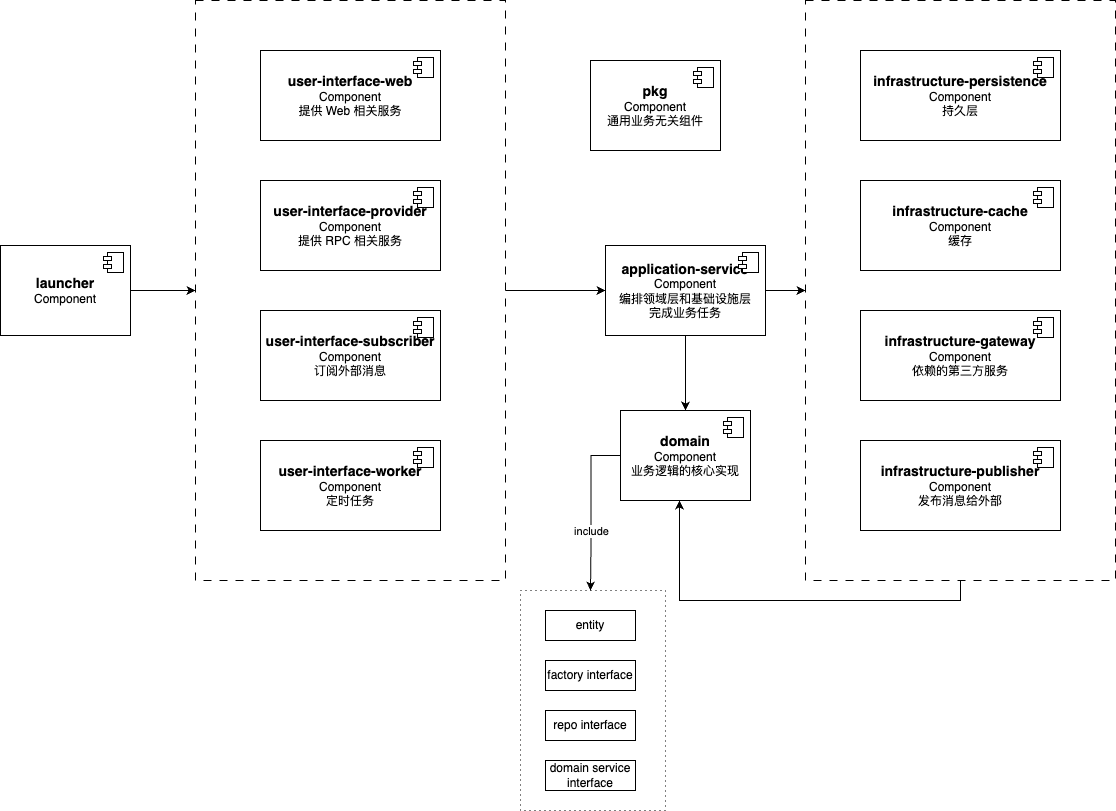 launcher
Component
user-interface-web
Component
提供 Web 相关服务
user-interface-provider
Component
提供 RPC 相关服务
user-interface-subscriber
Component
订阅外部消息
user-interface-worker
Component
定时任务
pkg
Component
通用业务无关组件
application-service
Component
编排领域层和基础设施层
完成业务任务
domain
Component
业务逻辑的核心实现
include
entity
factory interface
repo interface
domain service
interface
infrastructure-persistence
Component
持久层
infrastructure-cache
Component
缓存
infrastructure-gateway
Component
依赖的第三方服务
infrastructure-publisher
Component
发布消息给外部